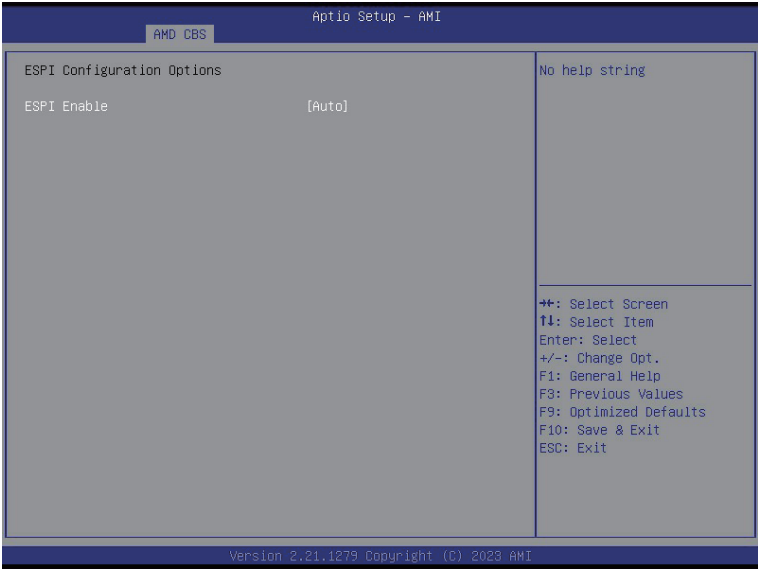 Aptio Setup – AMI
AMD CBS
ESPI Configuration Options
ESPI Enable [Auto]
No help string
→←: Select Screen
↑↓: Select Item
Enter: Select
+/-: Change Opt.
F1: General Help
F3: Previous Values
F9: Optimized Defaults
F10: Save & Exit
ESC: Exit
Version 2.21.1279 Copyright (C) 2023 AMI